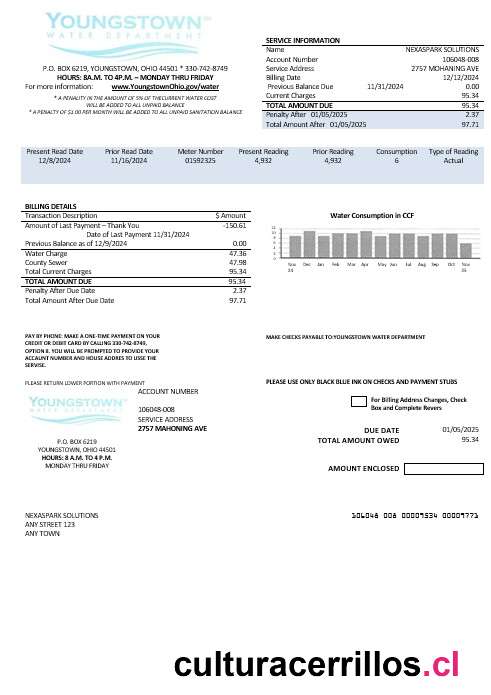 YOUNGSTOWN
WATER DEPARTMENT
P.O. BOX 6219, YOUNGSTOWN, OHIO 44501 * 330-742-8749
HOURS: 8A.M. TO 4P.M. – MONDAY THRU FRIDAY
For more information: www.YoungstownOhio.gov/water
* A PENALTY IN THE AMOUNT OF 5% OF THECURRENT WATER COST
WILL BE ADDED TO ALL UNPAID BALANCE
* A PENALTY OF $1.00 PER MONTH WILL BE ADDED TO ALL UNPAID SANITATION BALANCE
SERVICE INFORMATION
Name NEXASPARK SOLUTIONS
Account Number 106048-008
Service Address 2757 MOHANING AVE
Billing Date 12/12/2024
Previous Balance Due 11/31/2024 0.00
Current Charges 95.34
TOTAL AMOUNT DUE 95.34
Penalty After 01/05/2025 2.37
Total Amount After 01/05/2025 97.71
Present Read Date Prior Read Date Meter Number Present Reading Prior Reading Consumption Type of Reading
12/8/2024 11/16/2024 01592325 4,932 4,932 6 Actual
BILLING DETAILS
Transaction Description $ Amount
Amount of Last Payment – Thank You -150.61
Date of Last Payment 11/31/2024
Previous Balance as of 12/9/2024 0.00
Water Charge 47.36
County Sewer 47.98
Total Current Charges 95.34
TOTAL AMOUNT DUE 95.34
Penalty After Due Date 2.37
Total Amount After Due Date 97.71
Water Consumption in CCF
12
10
8
6
4
2
0
Nov Dec Jan Feb Mar Apr May Jun Jul Aug Sep Oct Nov
24 25
PAY BY PHONE: MAKE A ONE-TIME PAYMENT ON YOUR
CREDIT OR DEBIT CARD BY CALLING 330-742-8749,
OPTION 8. YOU WILL BE PROMPTED TO PROVIDE YOUR
ACCAUNT NUMBER AND HOUSE ADDRES TO USSE THE
SERVISE.
MAKE CHECKS PAYABLE TO:YOUNGSTOWN WATER DEPARTMENT
PLEASE RETURN LOWER PORTION WITH PAYMENT
PLEASE USE ONLY BLACK BLUE INK ON CHECKS AND PAYMENT STUBS
YOUNGSTOWN
WATER DEPARTMENT
P.O. BOX 6219
YOUNGSTOWN, OHIO 44501
HOURS: 8 A.M. TO 4 P.M.
MONDAY THRU FRIDAY
ACCOUNT NUMBER
106048-008
SERVICE ADDRESS
2757 MAHONING AVE
For Billing Address Changes, Check
Box and Complete Revers
DUE DATE 01/05/2025
TOTAL AMOUNT OWED 95.34
AMOUNT ENCLOSED
NEXASPARK SOLUTIONS
ANY STREET 123
ANY TOWN
106048 008 00009534 00009771
culturacerrillos.cl